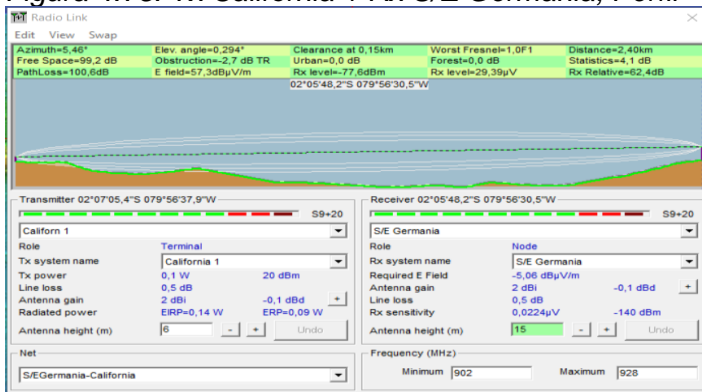 Radio Link
Edit View Swap
Azimuth=5,46° Elev. angle=0,294° Clearance at 0,15km Worst Fresnel=1,0F1 Distance=2,40km
Free Space=99,2 dB Obstruction=-2,7 dB TR Urban=0,0 dB Forest=0,0 dB Statistics=4,1 dB
PathLoss=100,6dB E field=57,3dBµV/m Rx level=-77,6dBm Rx level=29,39µV Rx Relative=62,4dB
02°05'48,2"S 079°56'30,5"W
Transmitter 02°07'05,4"S 079°56'37,9"W
S9+20
Californ 1
Role Terminal
Tx system name California 1
Tx power 0,1 W 20 dBm
Line loss 0,5 dB
Antenna gain 2 dBi -0,1 dBd +
Radiated power EIRP=0,14 W ERP=0,09 W
Antenna height (m) 6 - + Undo
Net
S/EGermania-California
Receiver 02°05'48,2"S 079°56'30,5"W
S9+20
S/E Germania
Role Node
Rx system name S/E Germania
Required E Field -5,06 dBµV/m
Antenna gain 2 dBi -0,1 dBd +
Line loss 0,5 dB
Rx sensitivity 0,0224µV -140 dBm
Antenna height (m) 15 - + Undo
Frequency (MHz)
Minimum 902 Maximum 928